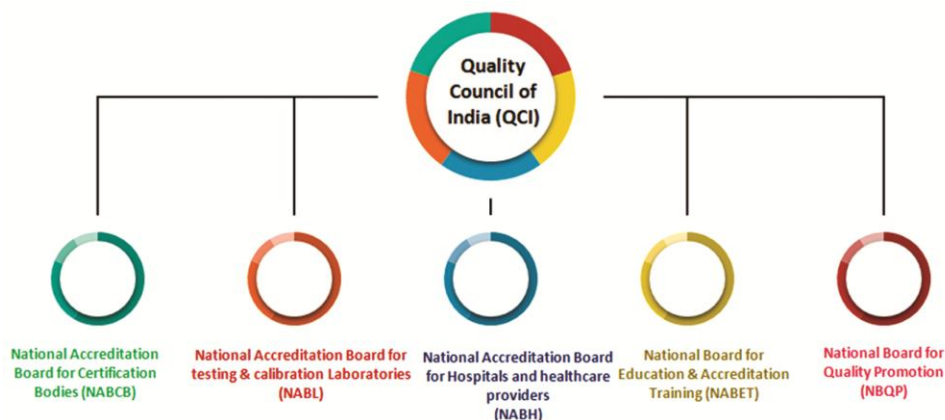 Quality
Council of
India (QCI)
National Accreditation
Board for Certification
Bodies (NABCB)
National Accreditation Board for
testing & calibration Laboratories
(NABL)
National Accreditation Board
for Hospitals and healthcare
providers
(NABH)
National Board for
Education & Accreditation
Training (NABET)
National Board for
Quality Promotion
(NBQP)